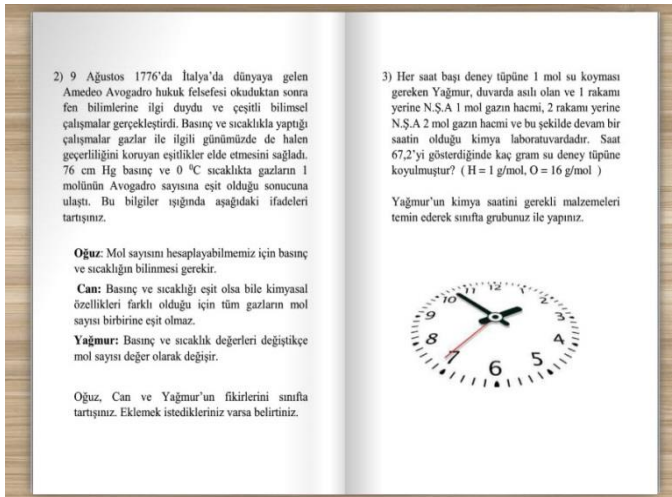 2) 9 Ağustos 1776'da İtalya'da dünyaya gelen
Amedeo Avogadro hukuk felsefesi okuduktan sonra
fen bilimlerine ilgi duydu ve çeşitli bilimsel
çalışmalar gerçekleştirdi. Basınç ve sıcaklıkla yaptığı
çalışmalar gazlar ile ilgili günümüzde de halen
geçerliliğini koruyan eşitlikler elde etmesini sağladı.
76 cm Hg basınç ve 0 ⁰C sıcaklıkta gazların 1
molünün Avogadro sayısına eşit olduğu sonucuna
ulaştı. Bu bilgiler ışığında aşağıdaki ifadeleri
tartışınız.
Oğuz: Mol sayısını hesaplayabilmemiz için basınç
ve sıcaklığın bilinmesi gerekir.
Can: Basınç ve sıcaklığı eşit olsa bile kimyasal
özellikleri farklı olduğu için tüm gazların mol
sayısı birbirine eşit olmaz.
Yağmur: Basınç ve sıcaklık değerleri değiştikçe
mol sayısı değer olarak değişir.
Oğuz, Can ve Yağmur'un fikirlerini sınıfta
tartışınız. Eklemek istedikleriniz varsa belirtiniz.
3) Her saat başı deney tüpüne 1 mol su koyması
gereken Yağmur, duvarda asılı olan ve 1 rakamı
yerine N.Ş.A 1 mol gazın hacmi, 2 rakamı yerine
N.Ş.A 2 mol gazın hacmi ve bu şekilde devam bir
saatin olduğu kimya laboratuvardadır. Saat
67,2'yi gösterdiğinde kaç gram su deney tüpüne
koyulmuştur? ( H = 1 g/mol, O = 16 g/mol )
Yağmur'un kimya saatini gerekli malzemeleri
temin ederek sınıfta grubunuz ile yapınız.
12
2
3
4
5
6
7
8
9
10
11